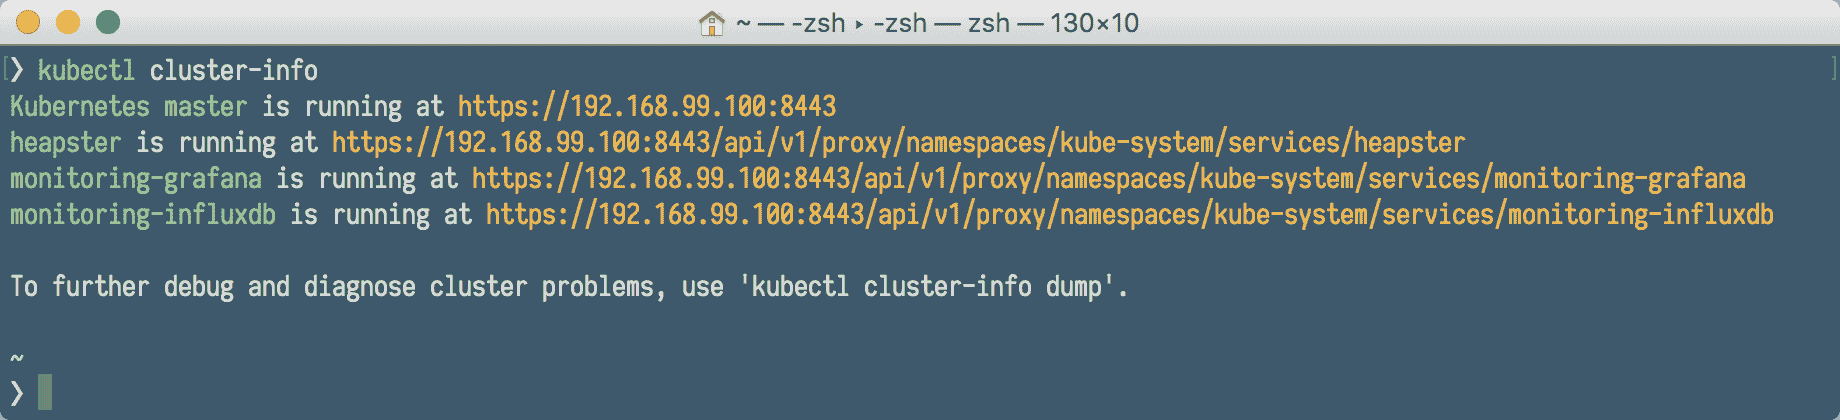 ~ — -zsh ▸ -zsh — zsh — 130×10
[❯ kubectl cluster-info ]
Kubernetes master is running at https://192.168.99.100:8443
heapster is running at https://192.168.99.100:8443/api/v1/proxy/namespaces/kube-system/services/heapster
monitoring-grafana is running at https://192.168.99.100:8443/api/v1/proxy/namespaces/kube-system/services/monitoring-grafana
monitoring-influxdb is running at https://192.168.99.100:8443/api/v1/proxy/namespaces/kube-system/services/monitoring-influxdb
To further debug and diagnose cluster problems, use 'kubectl cluster-info dump'.
~
❯